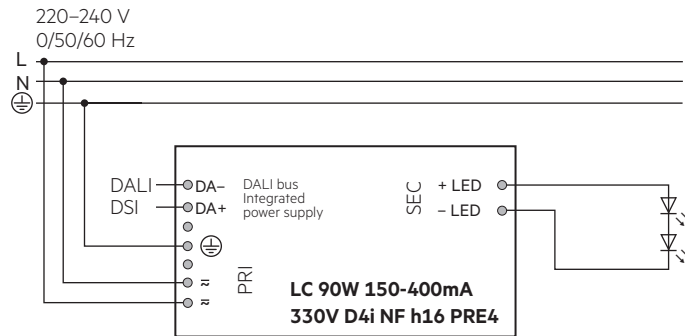 220–240 V
0/50/60 Hz
L
N
DALI
DA−
DALI bus
Integrated
power supply
DSI
DA+
SEC
+ LED
– LED
PRI
LC 90W 150-400mA
330V D4i NF h16 PRE4